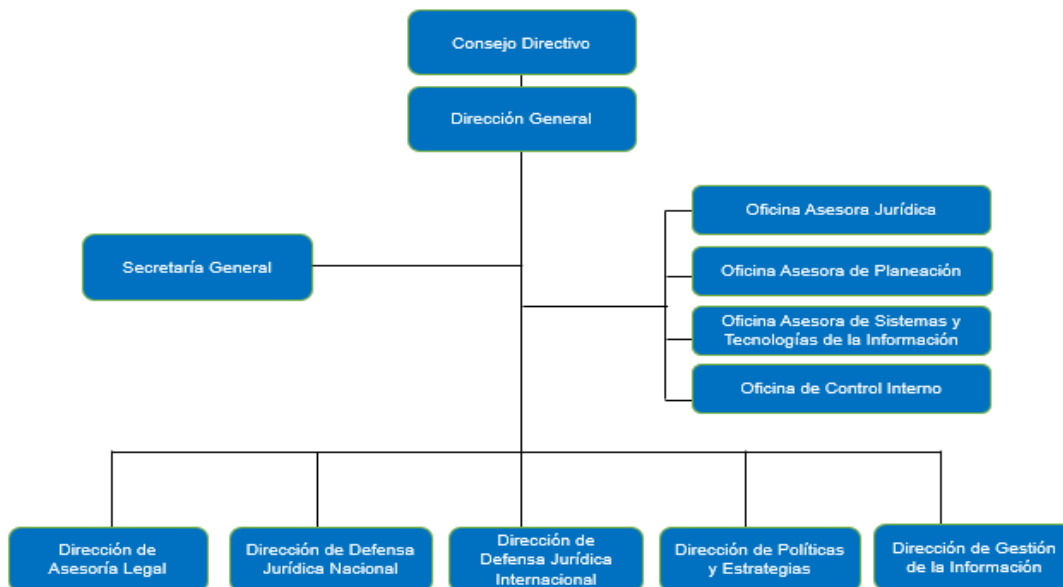 Consejo Directivo
Dirección General
Oficina Asesora Jurídica
Secretaría General
Oficina Asesora de Planeación
Oficina Asesora de Sistemas y
Tecnologías de la Información
Oficina de Control Interno
Dirección de
Asesoría Legal
Dirección de Defensa
Jurídica Nacional
Dirección de
Defensa Jurídica
Internacional
Dirección de Políticas
y Estrategias
Dirección de Gestión
de la Información